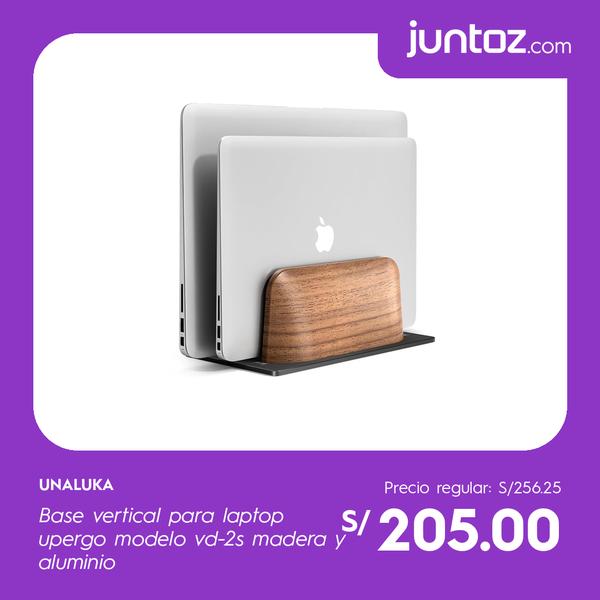 juntoz.com
UNALUKA
Base vertical para laptop
upergo modelo vd-2s madera y
aluminio
Precio regular: S/256.25
S/ 205.00